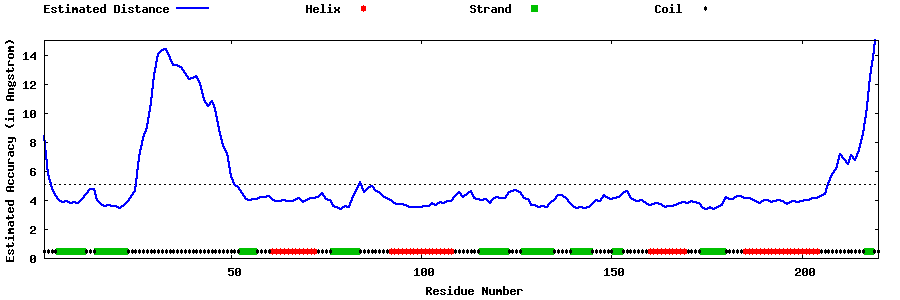 Estimated Distance Helix Strand Coil
Estimated Accuracy (in Angstrom)
14
12
10
8
6
4
2
0
50 100 150 200
Residue Number